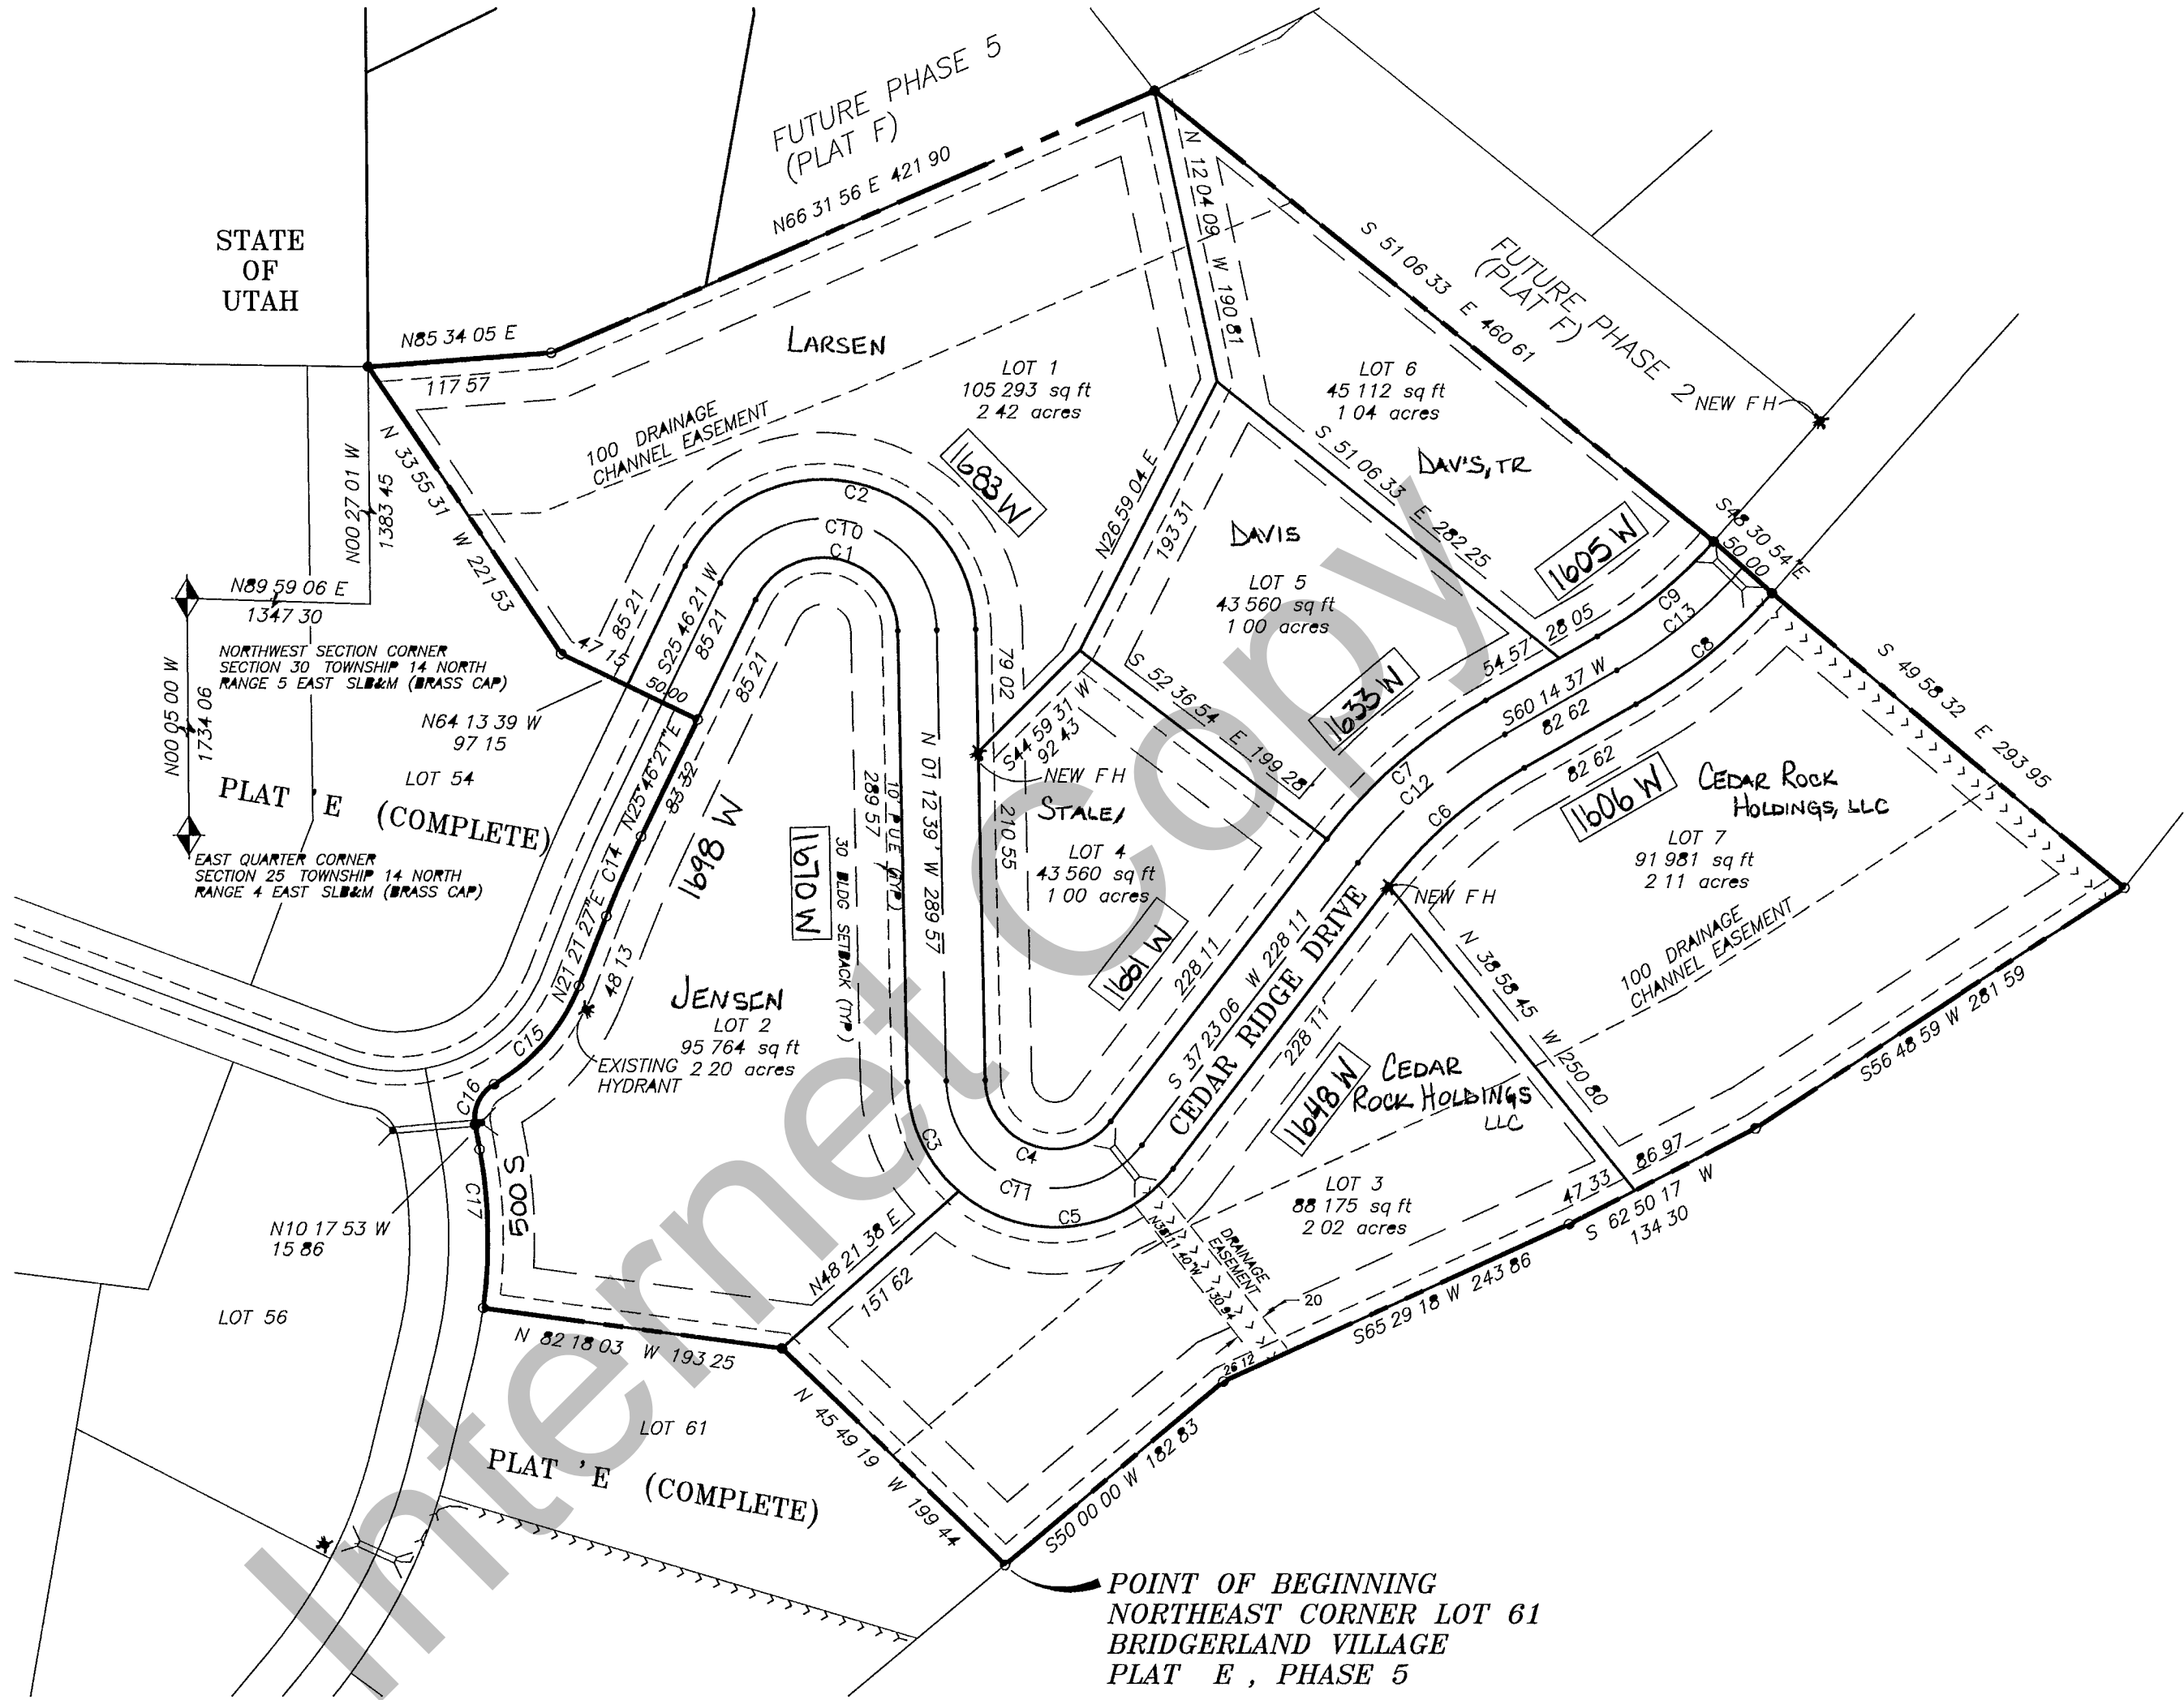 FUTURE PHASE 5
(PLAT F)
N66 31 56 E 421 90
STATE
OF
UTAH
N85 34 05 E
117 57
LARSEN
N 12 04 09 W 190 81
S 51 06 33 E 460 61
FUTURE PHASE 2
(PLAT F)
NEW F H
LOT 1
105 293 sq ft
2 42 acres
LOT 6
45 112 sq ft
1 04 acres
DAV'S, TR
100 DRAINAGE
CHANNEL EASEMENT
1683 W
N 33 55 31 W 221 53
N00 27 01 W
1383 45
S 51 06 33 E 282 25
N26 59 04 E
193 31
DAVIS
LOT 5
43 560 sq ft
1 00 acres
1605 W
S48 30 54 E
50 00
C2
C10
C1
N89 59 06 E
1347 30
NORTHWEST SECTION CORNER
SECTION 30 TOWNSHIP 14 NORTH
RANGE 5 EAST SLB&M (BRASS CAP)
N00 05 00 W
1734 06
47 15
85 21
S25 46 21 W
85 21
85 21
50 00
N64 13 39 W
97 15
79 02
54 57
28 05
C9
C13
C8
S 49 58 32 E 293 95
S 52 36 54 E 199 28
1633 W
S60 14 37 W
82 62
82 62
S44 59 31 W
92 43
NEW F H
C7
C12
C6
1606 W
CEDAR ROCK
HOLDINGS, LLC
LOT 7
91 981 sq ft
2 11 acres
LOT 54
PLAT 'E (COMPLETE)
EAST QUARTER CORNER
SECTION 25 TOWNSHIP 14 NORTH
RANGE 4 EAST SLB&M (BRASS CAP)
N25 46 21 E
83 32
C14
1698 W
1670 W
30 BLDG SETBACK (TYP)
289 57
10' PUE (TYP)
N 01 12 39 W 289 57
210 55
STALE/
LOT 4
43 560 sq ft
1 00 acres
1661 W
228 11
S 37 23 06 W 228 11
CEDAR RIDGE DRIVE
228 11
NEW F H
N 38 58 45 W 250 80
100 DRAINAGE
CHANNEL EASEMENT
S56 48 59 W 281 59
N21 21 27 E
48 13
JENSEN
LOT 2
95 764 sq ft
2 20 acres
EXISTING
HYDRANT
C15
C16
C17
500 S
N10 17 53 W
15 86
C3
C4
C11
C5
1648 W
CEDAR
ROCK HOLDINGS
LLC
LOT 3
88 175 sq ft
2 02 acres
47 33
86 97
S 62 50 17 W
134 30
N48 21 38 E
151 62
N38 11 40 W 130 94
DRAINAGE
EASEMENT
20
26 12
S65 29 18 W 243 86
LOT 56
N 82 18 03 W 193 25
LOT 61
PLAT 'E (COMPLETE)
N 45 49 19 W 199 44
S50 00 00 W 182 83
POINT OF BEGINNING
NORTHEAST CORNER LOT 61
BRIDGERLAND VILLAGE
PLAT E , PHASE 5
Internet Copy